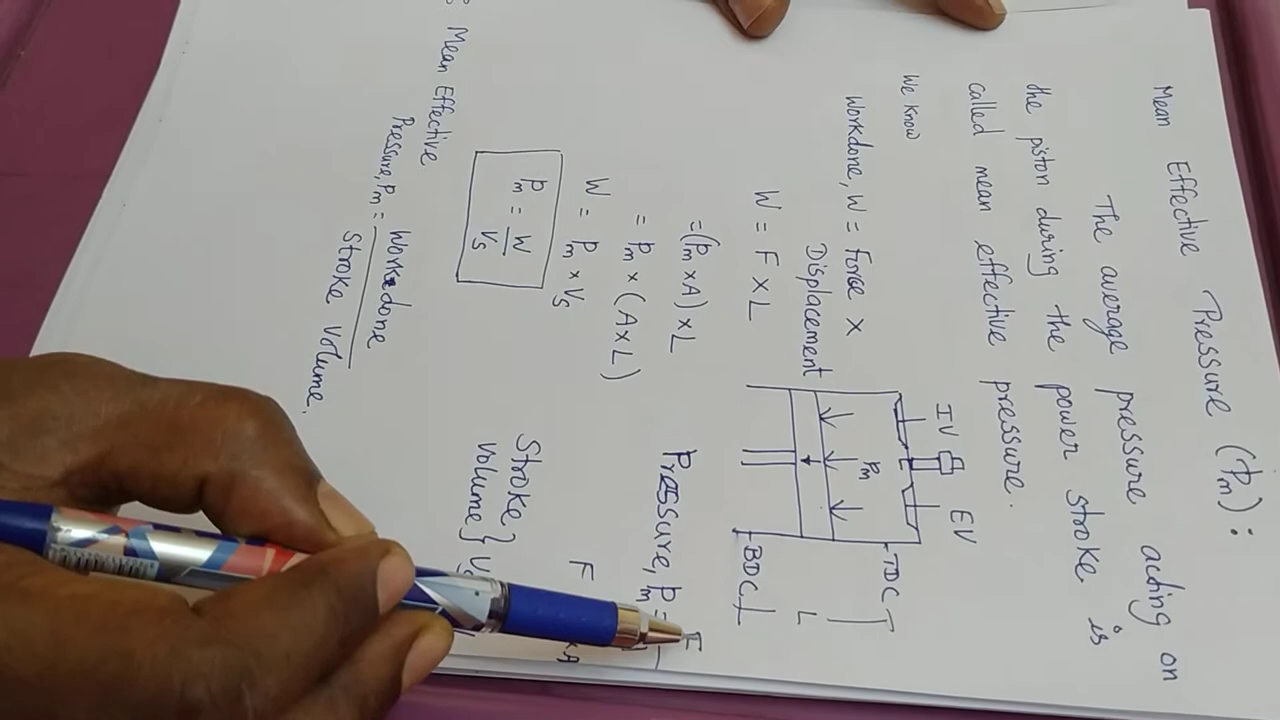 Mean Effective Pressure (Pm):
The average pressure acting on
the piston during the power stroke is
called mean effective pressure.
We know
Workdone, W = Force ×
Displacement
W = F × L
= (Pm × A) × L
= Pm × (A × L)
W = Pm × Vs
Pm = W
Vs
Mean Effective
Pressure, Pm = Workdone
Stroke Volume.
IV EV
Pm
TDC
L
BDC
Pressure, Pm = F
F
× A
Stroke }
Volume }